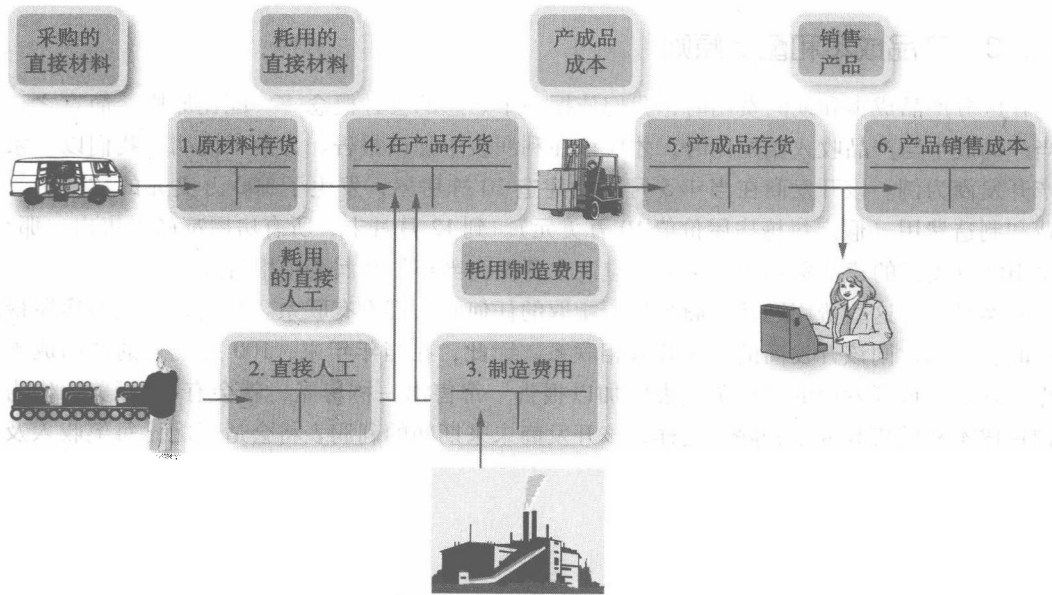 采购的
直接材料
耗用的
直接材料
产成品
成本
销售
产品
1.原材料存货
4. 在产品存货
5. 产成品存货
6. 产品销售成本
耗用
的直接
人工
耗用制造费用
2. 直接人工
3. 制造费用